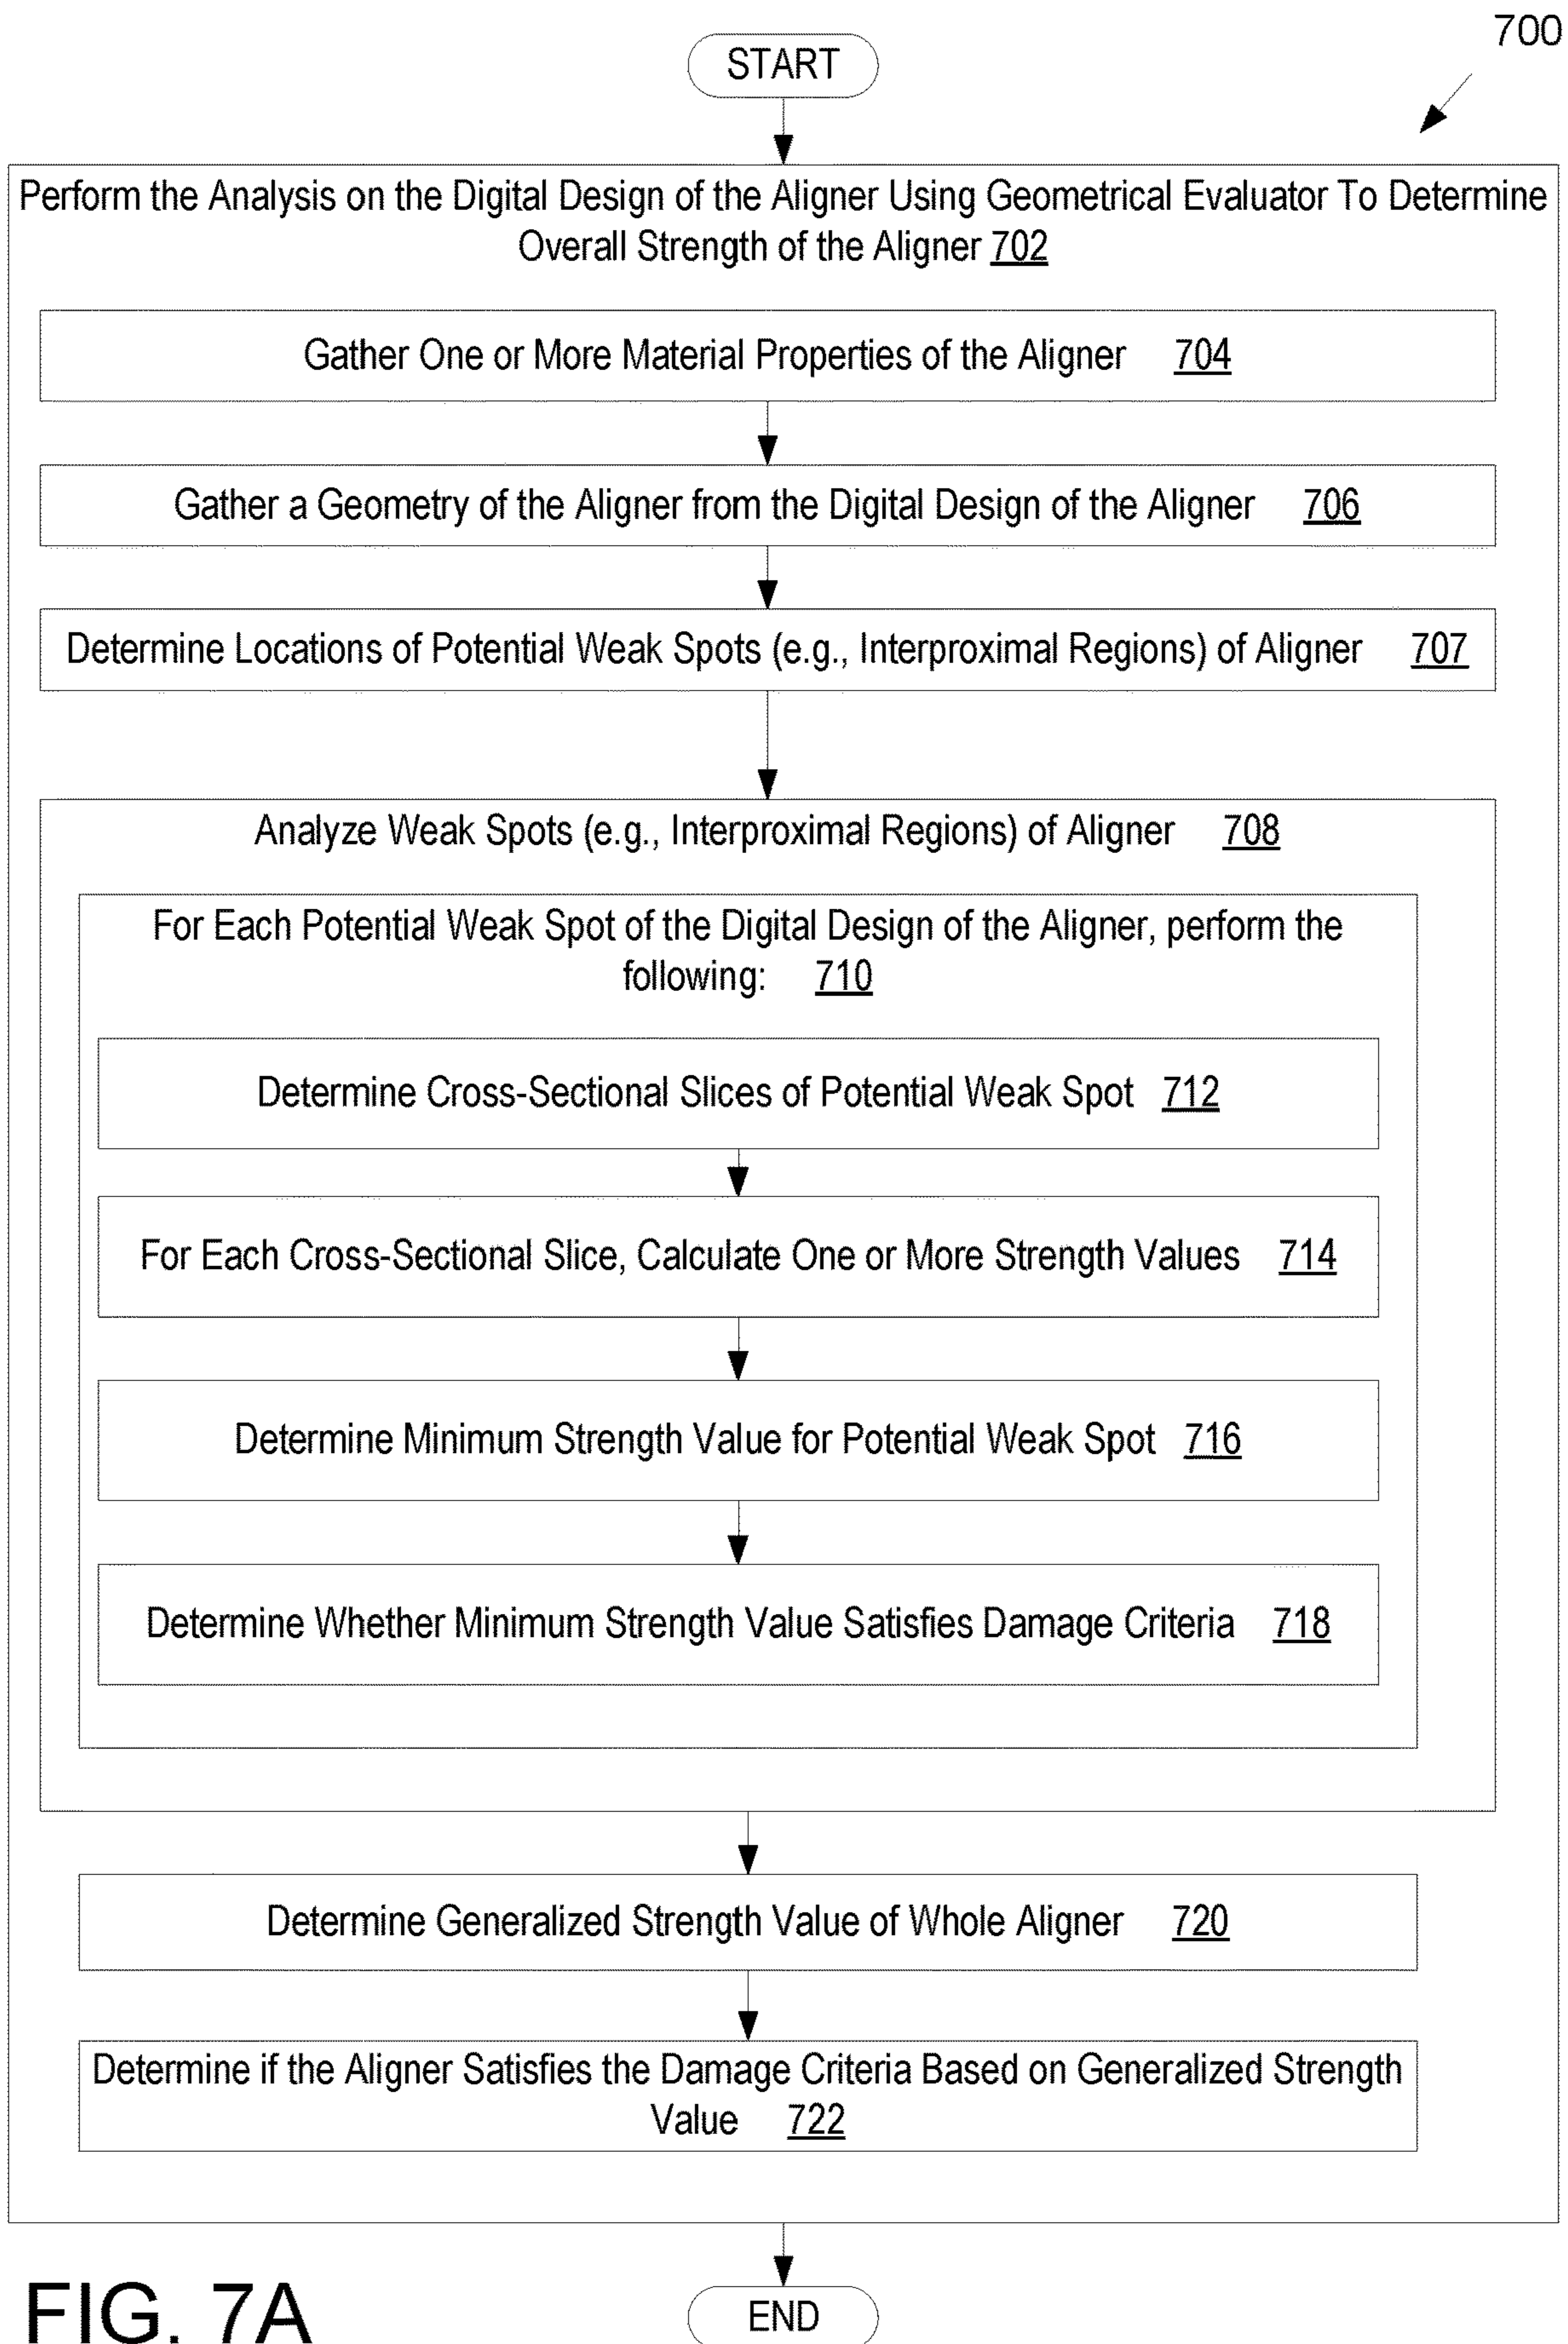 700
START
Perform the Analysis on the Digital Design of the Aligner Using Geometrical Evaluator To Determine
Overall Strength of the Aligner 702
Gather One or More Material Properties of the Aligner 704
Gather a Geometry of the Aligner from the Digital Design of the Aligner 706
Determine Locations of Potential Weak Spots (e.g., Interproximal Regions) of Aligner 707
Analyze Weak Spots (e.g., Interproximal Regions) of Aligner 708
For Each Potential Weak Spot of the Digital Design of the Aligner, perform the
following: 710
Determine Cross-Sectional Slices of Potential Weak Spot 712
For Each Cross-Sectional Slice, Calculate One or More Strength Values 714
Determine Minimum Strength Value for Potential Weak Spot 716
Determine Whether Minimum Strength Value Satisfies Damage Criteria 718
Determine Generalized Strength Value of Whole Aligner 720
Determine if the Aligner Satisfies the Damage Criteria Based on Generalized Strength
Value 722
END
FIG. 7A